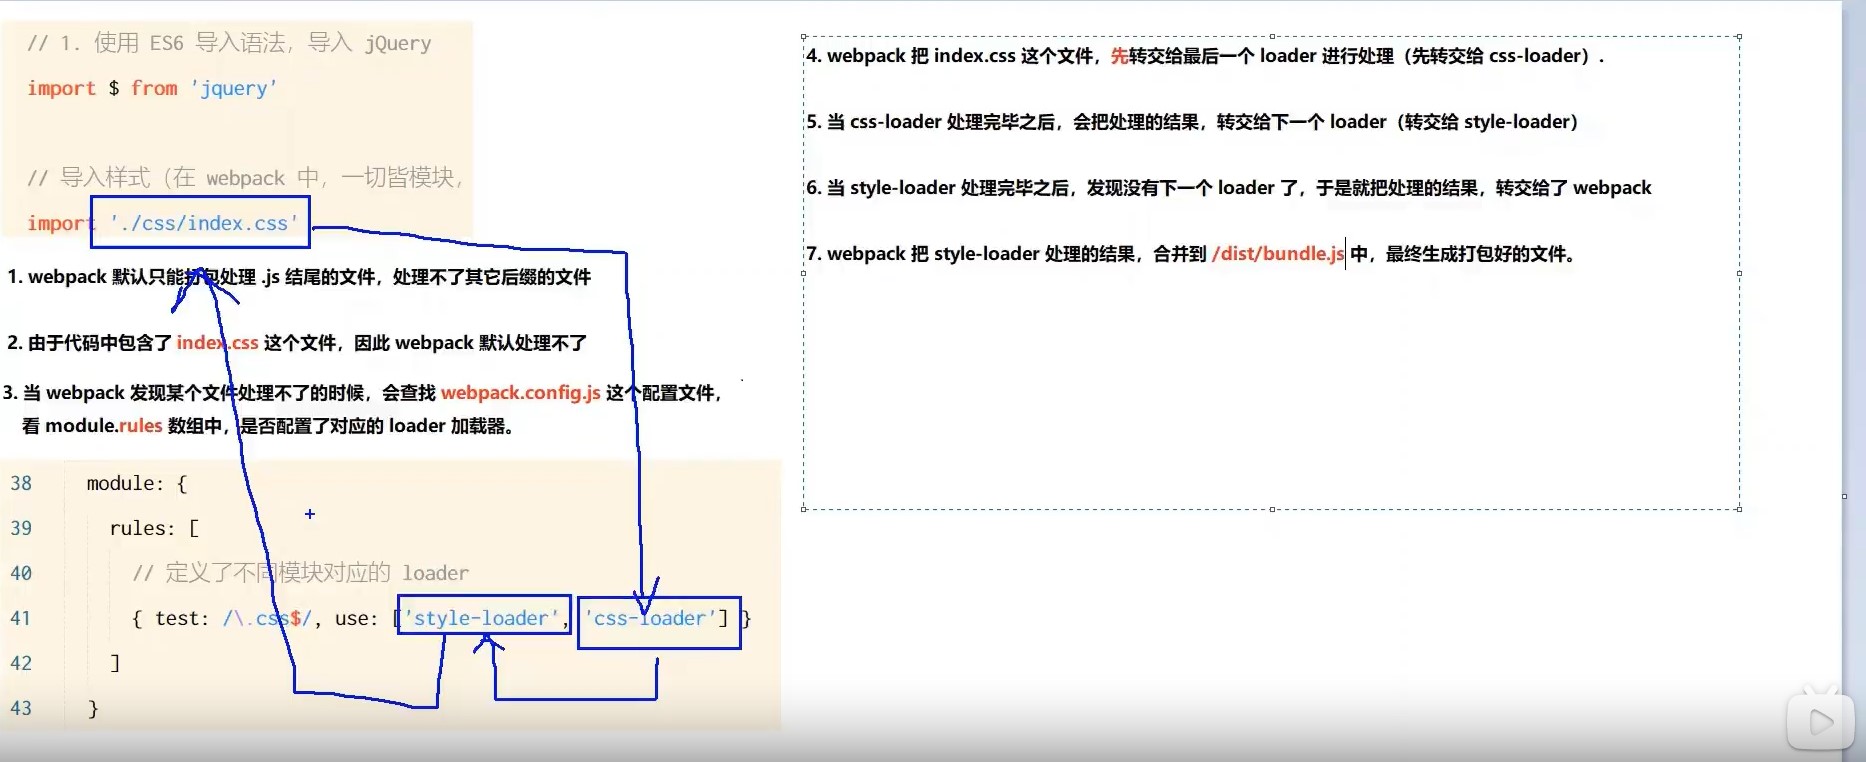 // 1. 使用 ES6 导入语法，导入 jQuery
import $ from 'jquery'
// 导入样式（在 webpack 中，一切皆模块，
import './css/index.css'
1. webpack 默认只能打包处理 .js 结尾的文件，处理不了其它后缀的文件
2. 由于代码中包含了 index.css 这个文件，因此 webpack 默认处理不了
3. 当 webpack 发现某个文件处理不了的时候，会查找 webpack.config.js 这个配置文件，
看 module.rules 数组中，是否配置了对应的 loader 加载器。
38 module: {
39 rules: [
40 // 定义了不同模块对应的 loader
41 { test: /\.css$/, use: ['style-loader', 'css-loader'] }
42 ]
43 }
4. webpack 把 index.css 这个文件，先转交给最后一个 loader 进行处理（先转交给 css-loader）.
5. 当 css-loader 处理完毕之后，会把处理的结果，转交给下一个 loader（转交给 style-loader）
6. 当 style-loader 处理完毕之后，发现没有下一个 loader 了，于是就把处理的结果，转交给了 webpack
7. webpack 把 style-loader 处理的结果，合并到 /dist/bundle.js 中，最终生成打包好的文件。